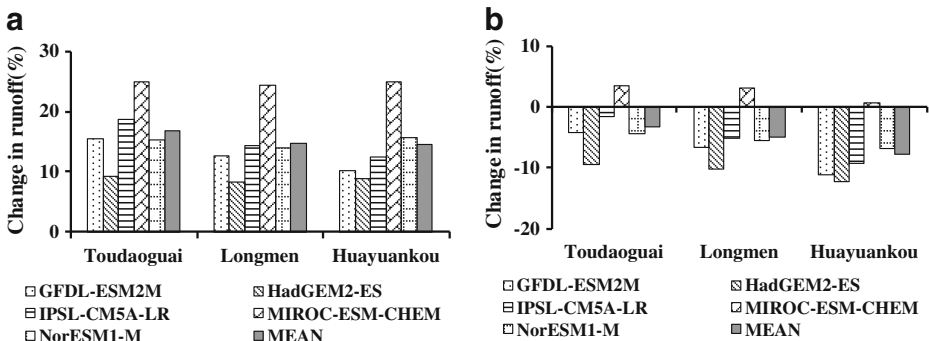 a
30
20
10
0
Change in runoff(%)
Toudaoguai Longmen Huayuankou
GFDL-ESM2M HadGEM2-ES
IPSL-CM5A-LR MIROC-ESM-CHEM
NorESM1-M MEAN
b
10
0
-10
-20
Change in runoff(%)
Toudaoguai Longmen Huayuankou
GFDL-ESM2M HadGEM2-ES
IPSL-CM5A-LR MIROC-ESM-CHEM
NorESM1-M MEAN